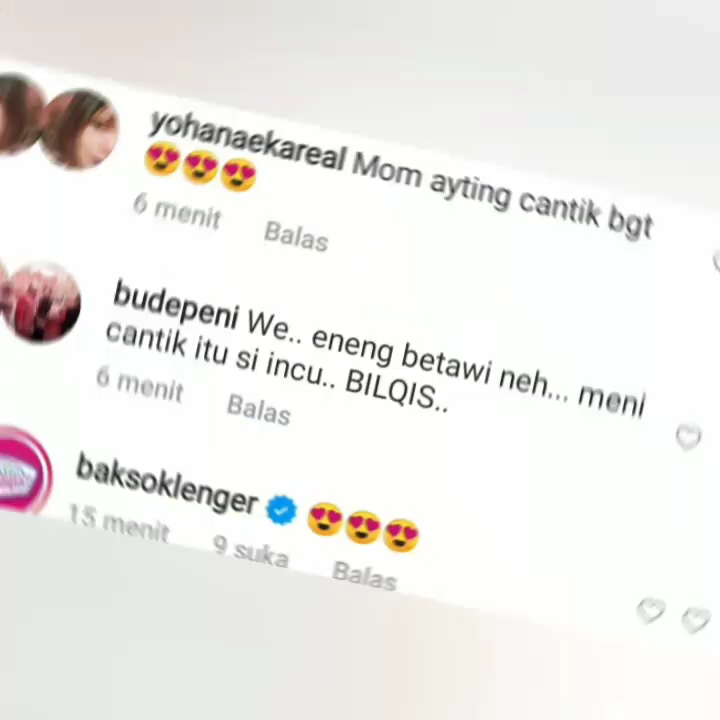 yohanaekareal Mom ayting cantik bgt
😍😍😍
6 menit Balas
budepeni We.. eneng betawi neh... meni
cantik itu si incu.. BILQIS..
6 menit Balas
baksoklenger 😍😍😍
15 menit 9 suka Balas